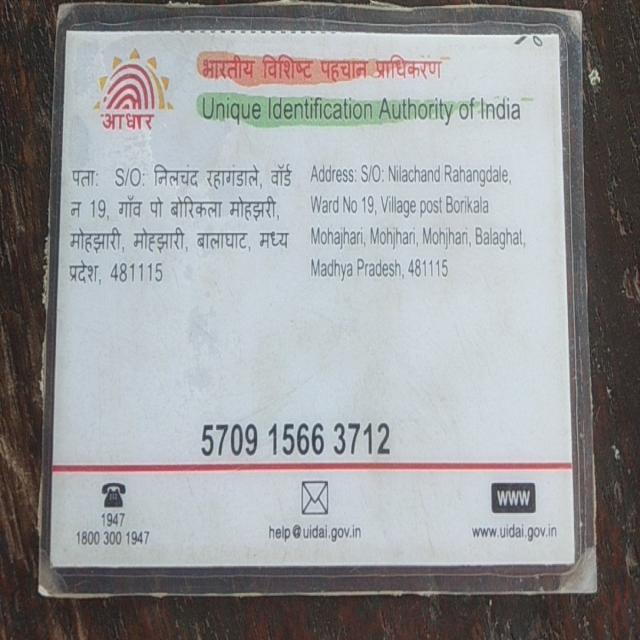 भारतीय विशिष्ट पहचान प्राधिकरण
Unique Identification Authority of India
आधार
पता: S/O: निलचंद रहागंडाले, वॉर्ड
न 19, गाँव पो बोरिकला मोहझरी,
मोहझारी, मोह्झारी, बालाघाट, मध्य
प्रदेश, 481115
Address: S/O: Nilachand Rahangdale,
Ward No 19, Village post Borikala
Mohajhari, Mohjhari, Mohjhari, Balaghat,
Madhya Pradesh, 481115
5709 1566 3712
1947
1800 300 1947
help@uidai.gov.in
www
www.uidai.gov.in